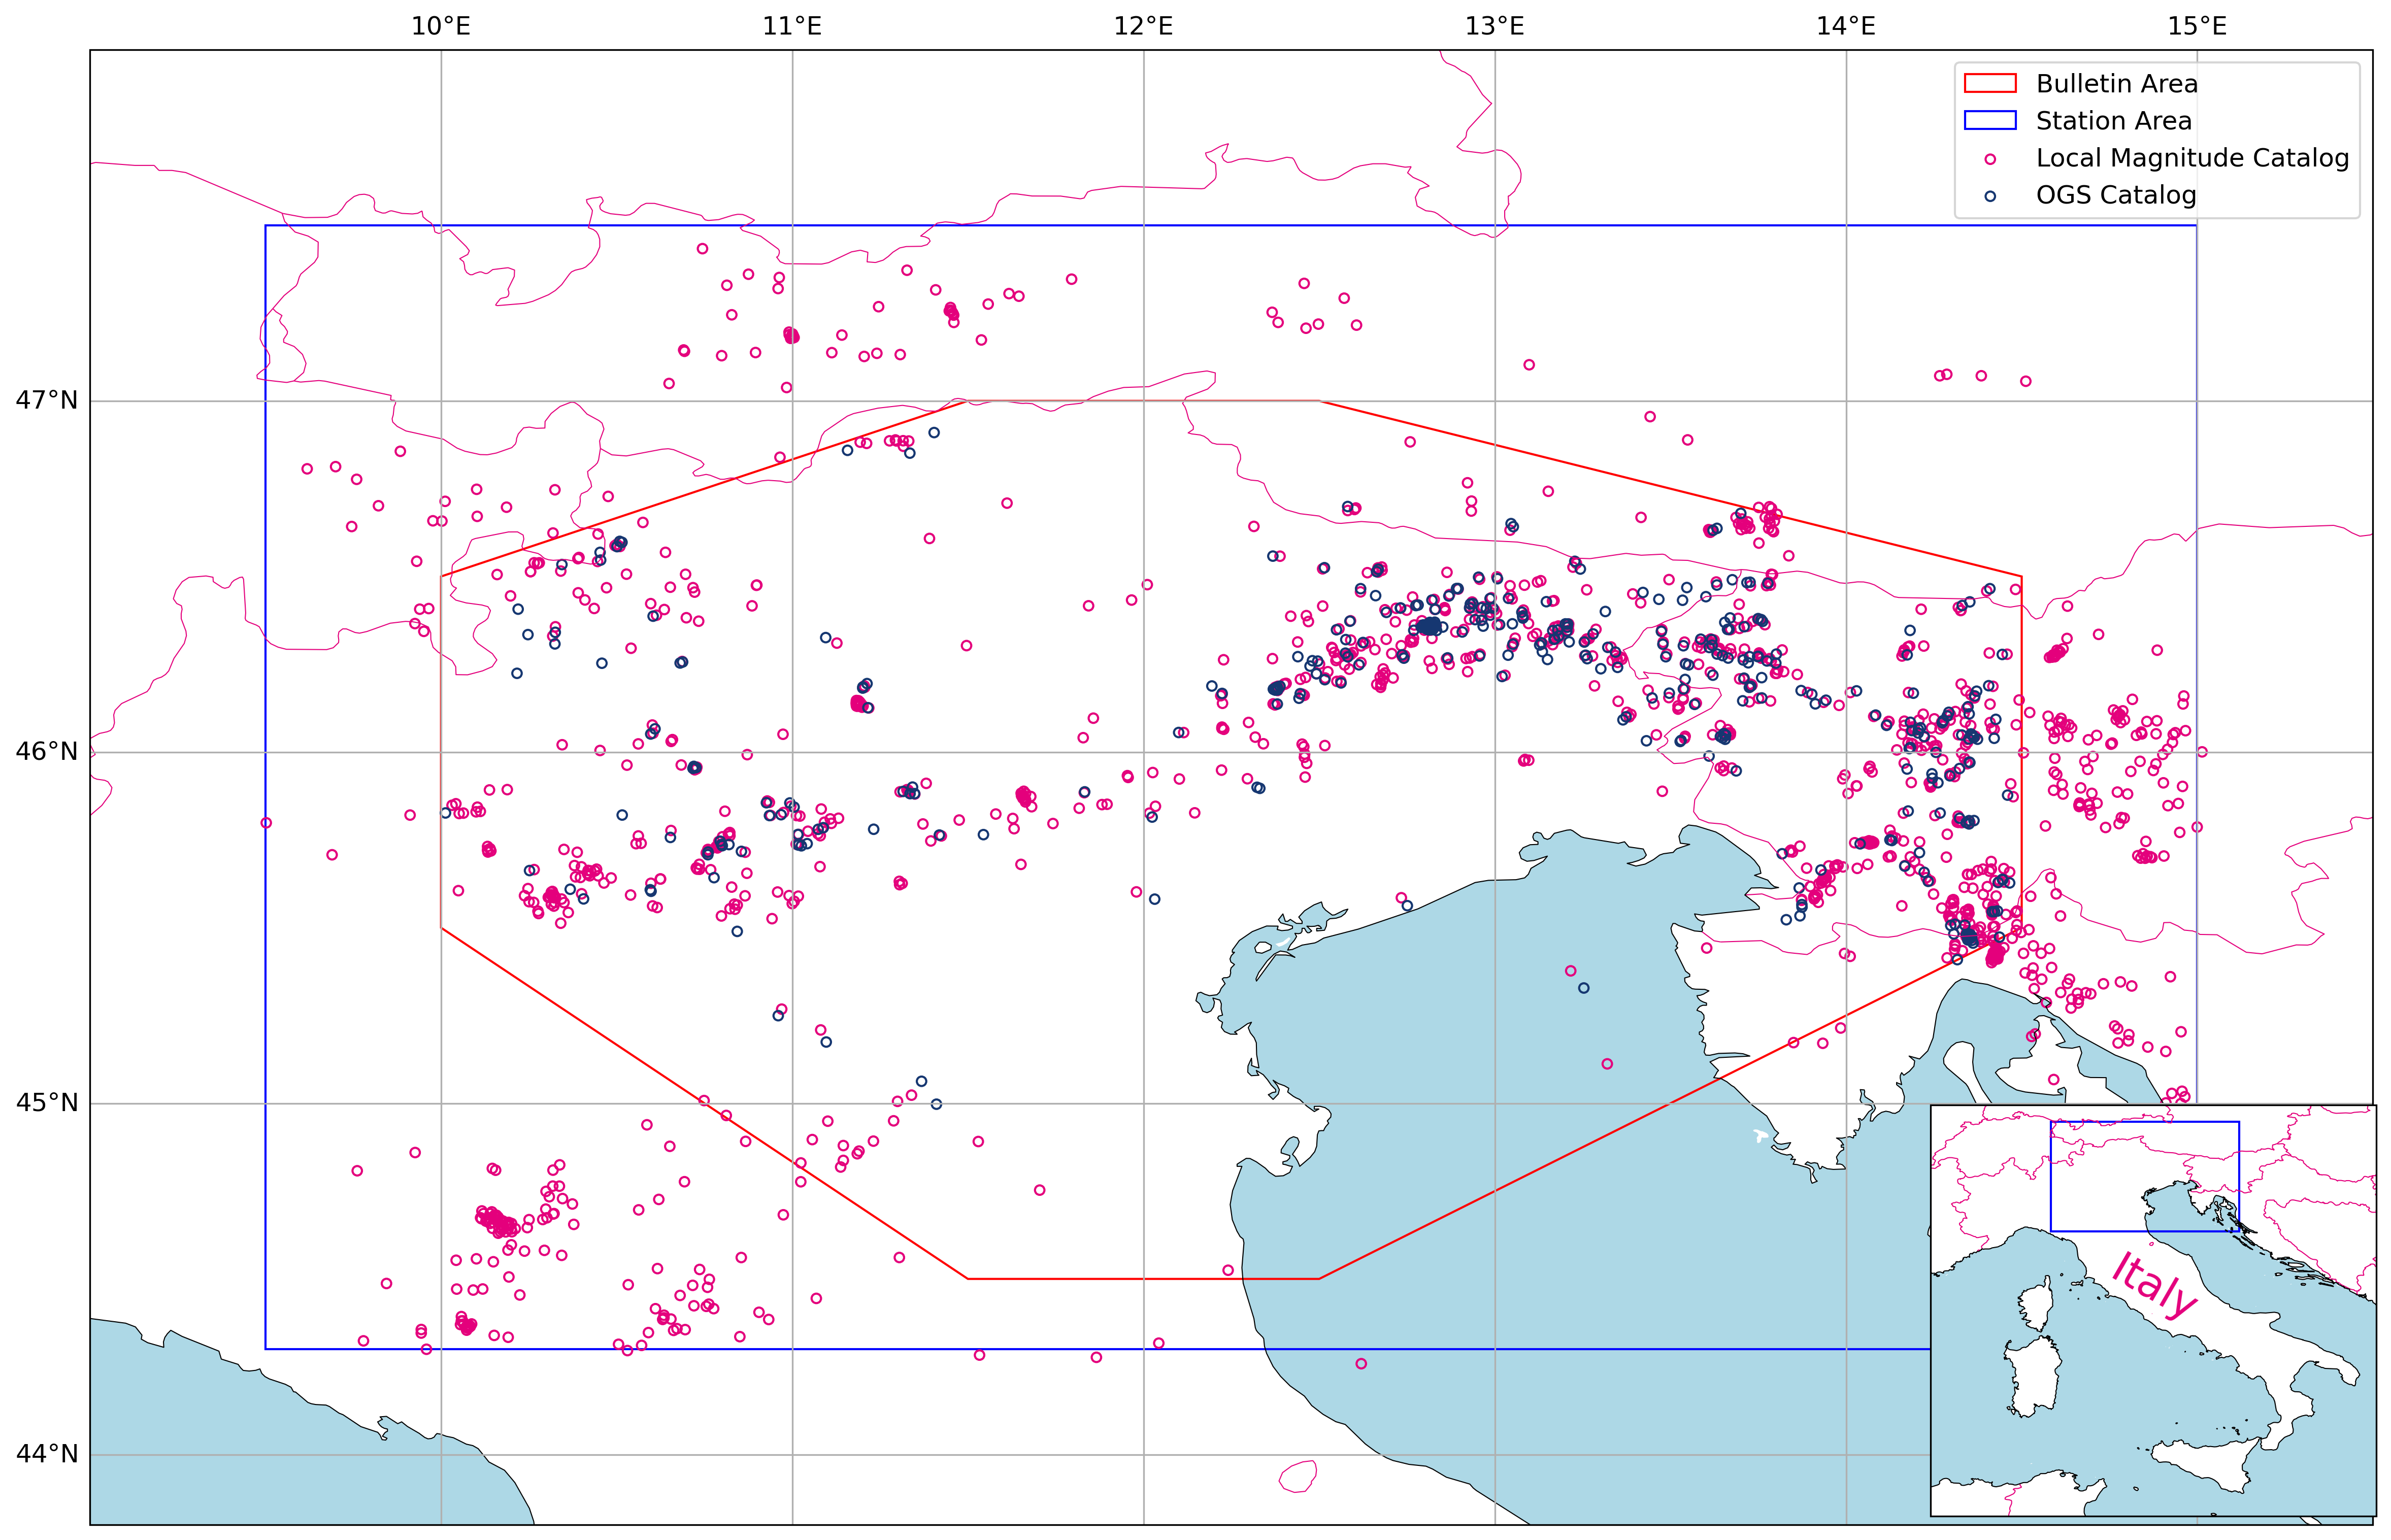 10°E 11°E 12°E 13°E 14°E 15°E
Bulletin Area
Station Area
Local Magnitude Catalog
OGS Catalog
47°N
46°N
45°N
Italy
44°N